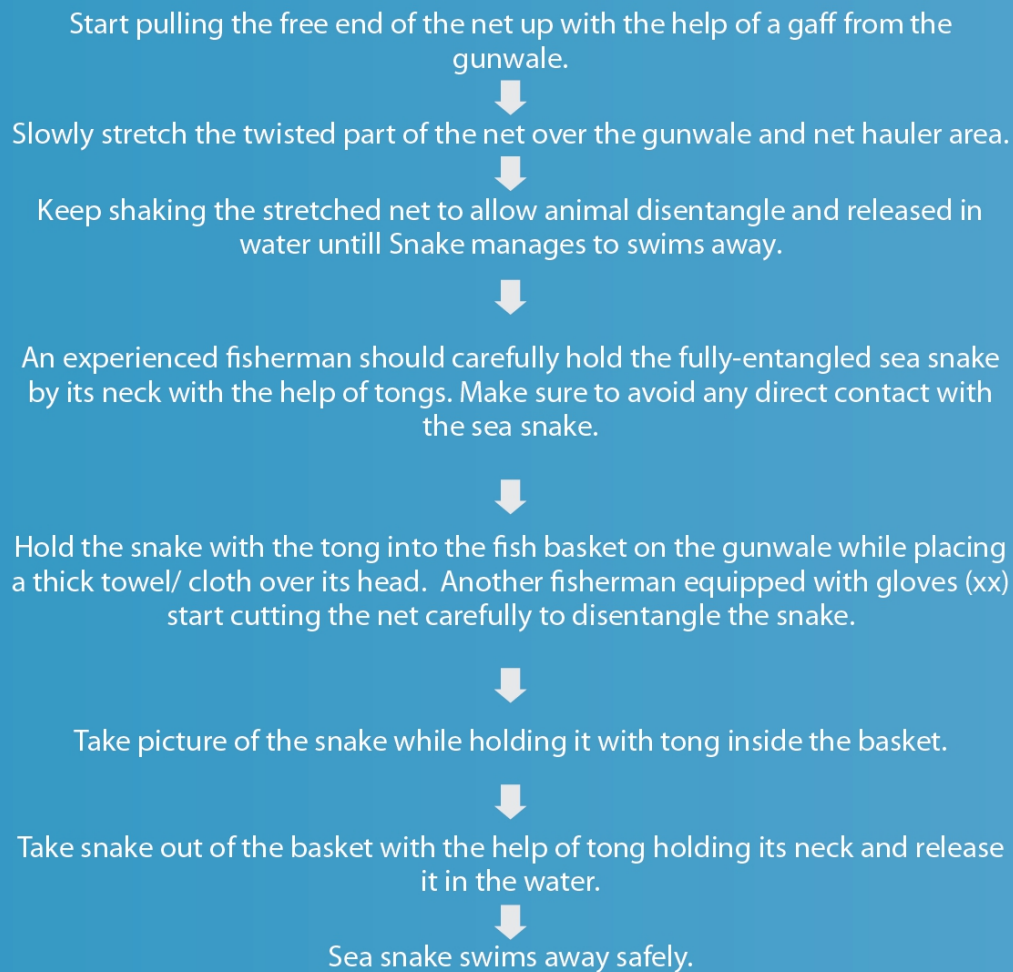 Start pulling the free end of the net up with the help of a gaff from the
gunwale.
Slowly stretch the twisted part of the net over the gunwale and net hauler area.
Keep shaking the stretched net to allow animal disentangle and released in
water untill Snake manages to swims away.
An experienced fisherman should carefully hold the fully-entangled sea snake
by its neck with the help of tongs. Make sure to avoid any direct contact with
the sea snake.
Hold the snake with the tong into the fish basket on the gunwale while placing
a thick towel/ cloth over its head.  Another fisherman equipped with gloves (xx)
start cutting the net carefully to disentangle the snake.
Take picture of the snake while holding it with tong inside the basket.
Take snake out of the basket with the help of tong holding its neck and release
it in the water.
Sea snake swims away safely.